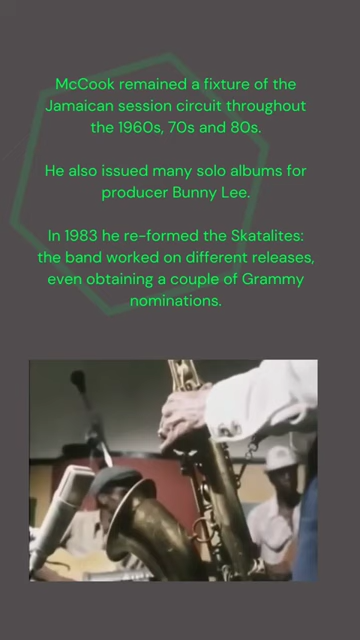 McCook remained a fixture of the
Jamaican session circuit throughout
the 1960s, 70s and 80s.
He also issued many solo albums for
producer Bunny Lee.
In 1983 he re-formed the Skatalites:
the band worked on different releases,
even obtaining a couple of Grammy
nominations.